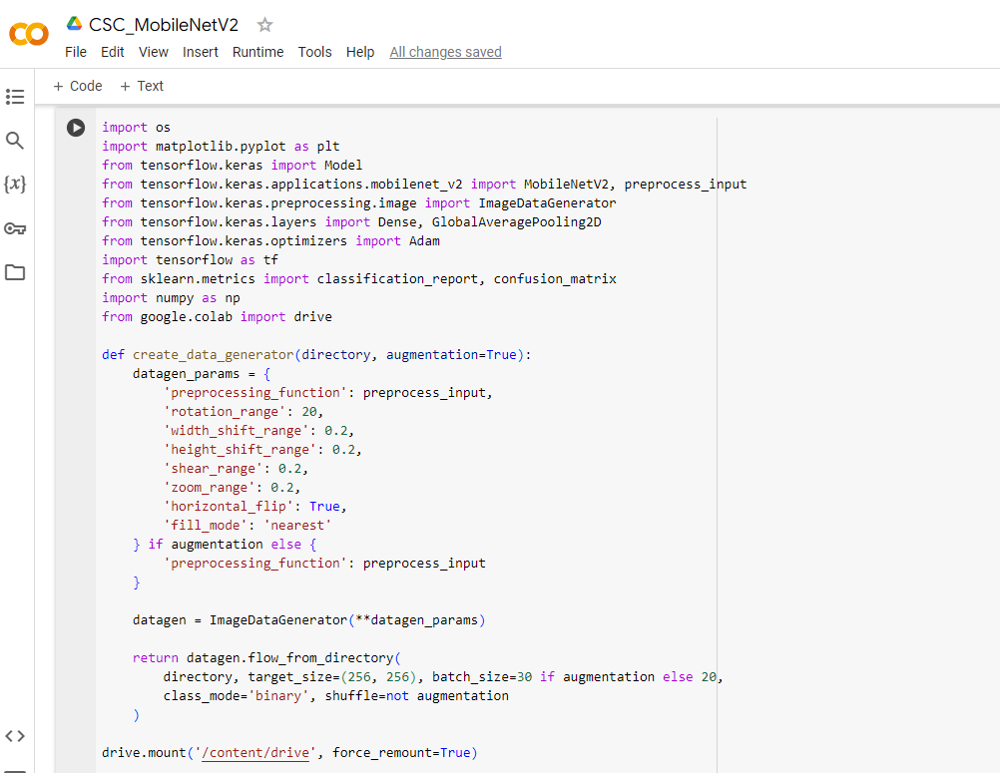 CSC_MobileNetV2
File Edit View Insert Runtime Tools Help All changes saved
+ Code + Text
{x}
import os
import matplotlib.pyplot as plt
from tensorflow.keras import Model
from tensorflow.keras.applications.mobilenet_v2 import MobileNetV2, preprocess_input
from tensorflow.keras.preprocessing.image import ImageDataGenerator
from tensorflow.keras.layers import Dense, GlobalAveragePooling2D
from tensorflow.keras.optimizers import Adam
import tensorflow as tf
from sklearn.metrics import classification_report, confusion_matrix
import numpy as np
from google.colab import drive
def create_data_generator(directory, augmentation=True):
    datagen_params = {
        'preprocessing_function': preprocess_input,
        'rotation_range': 20,
        'width_shift_range': 0.2,
        'height_shift_range': 0.2,
        'shear_range': 0.2,
        'zoom_range': 0.2,
        'horizontal_flip': True,
        'fill_mode': 'nearest'
    } if augmentation else {
        'preprocessing_function': preprocess_input
    }
    datagen = ImageDataGenerator(**datagen_params)
    return datagen.flow_from_directory(
        directory, target_size=(256, 256), batch_size=30 if augmentation else 20,
        class_mode='binary', shuffle=not augmentation
    )
drive.mount('/content/drive', force_remount=True)